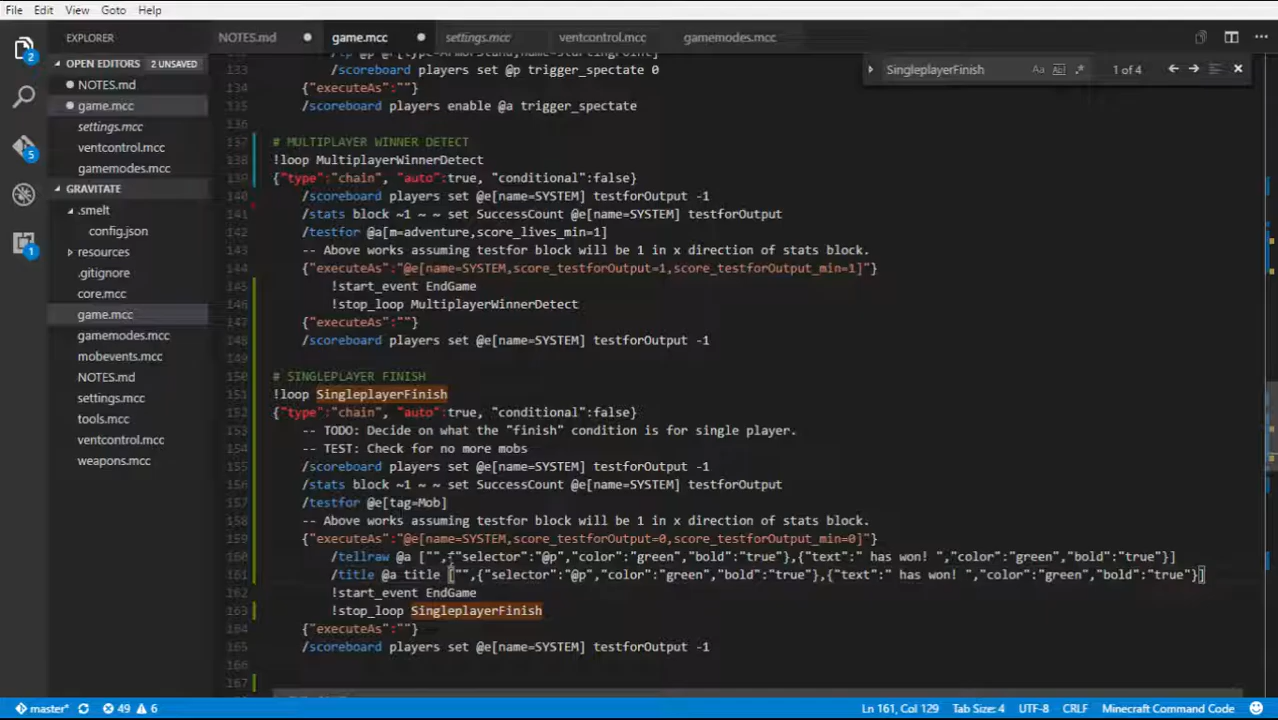 File Edit View Goto Help
EXPLORER
NOTES.md game.mcc settings.mcc ventcontrol.mcc gamemodes.mcc
OPEN EDITORS 2 UNSAVED
NOTES.md
game.mcc
settings.mcc
ventcontrol.mcc
gamemodes.mcc
GRAVITATE
.smelt
config.json
resources
.gitignore
core.mcc
game.mcc
gamemodes.mcc
mobevents.mcc
NOTES.md
settings.mcc
tools.mcc
ventcontrol.mcc
weapons.mcc
2
5
1
SingleplayerFinish 1 of 4
133 /scoreboard players set @p trigger_spectate 0
134 {"executeAs":""}
135 /scoreboard players enable @a trigger_spectate
136
137 # MULTIPLAYER WINNER DETECT
138 !loop MultiplayerWinnerDetect
139 {"type":"chain", "auto":true, "conditional":false}
140 /scoreboard players set @e[name=SYSTEM] testforOutput -1
141 /stats block ~1 ~ ~ set SuccessCount @e[name=SYSTEM] testforOutput
142 /testfor @a[m=adventure,score_lives_min=1]
143 -- Above works assuming testfor block will be 1 in x direction of stats block.
144 {"executeAs":"@e[name=SYSTEM,score_testforOutput=1,score_testforOutput_min=1]"}
145 !start_event EndGame
146 !stop_loop MultiplayerWinnerDetect
147 {"executeAs":""}
148 /scoreboard players set @e[name=SYSTEM] testforOutput -1
149
150 # SINGLEPLAYER FINISH
151 !loop SingleplayerFinish
152 {"type":"chain", "auto":true, "conditional":false}
153 -- TODO: Decide on what the "finish" condition is for single player.
154 -- TEST: Check for no more mobs
155 /scoreboard players set @e[name=SYSTEM] testforOutput -1
156 /stats block ~1 ~ ~ set SuccessCount @e[name=SYSTEM] testforOutput
157 /testfor @e[tag=Mob]
158 -- Above works assuming testfor block will be 1 in x direction of stats block.
159 {"executeAs":"@e[name=SYSTEM,score_testforOutput=0,score_testforOutput_min=0]"}
160 /tellraw @a ["",{"selector":"@p","color":"green","bold":"true"},{"text":" has won! ","color":"green","bold":"true"}]
161 /title @a title ["",{"selector":"@p","color":"green","bold":"true"},{"text":" has won! ","color":"green","bold":"true"}]
162 !start_event EndGame
163 !stop_loop SingleplayerFinish
164 {"executeAs":""}
165 /scoreboard players set @e[name=SYSTEM] testforOutput -1
166
167
master* 49 6 Ln 161, Col 129 Tab Size: 4 UTF-8 CRLF Minecraft Command Code